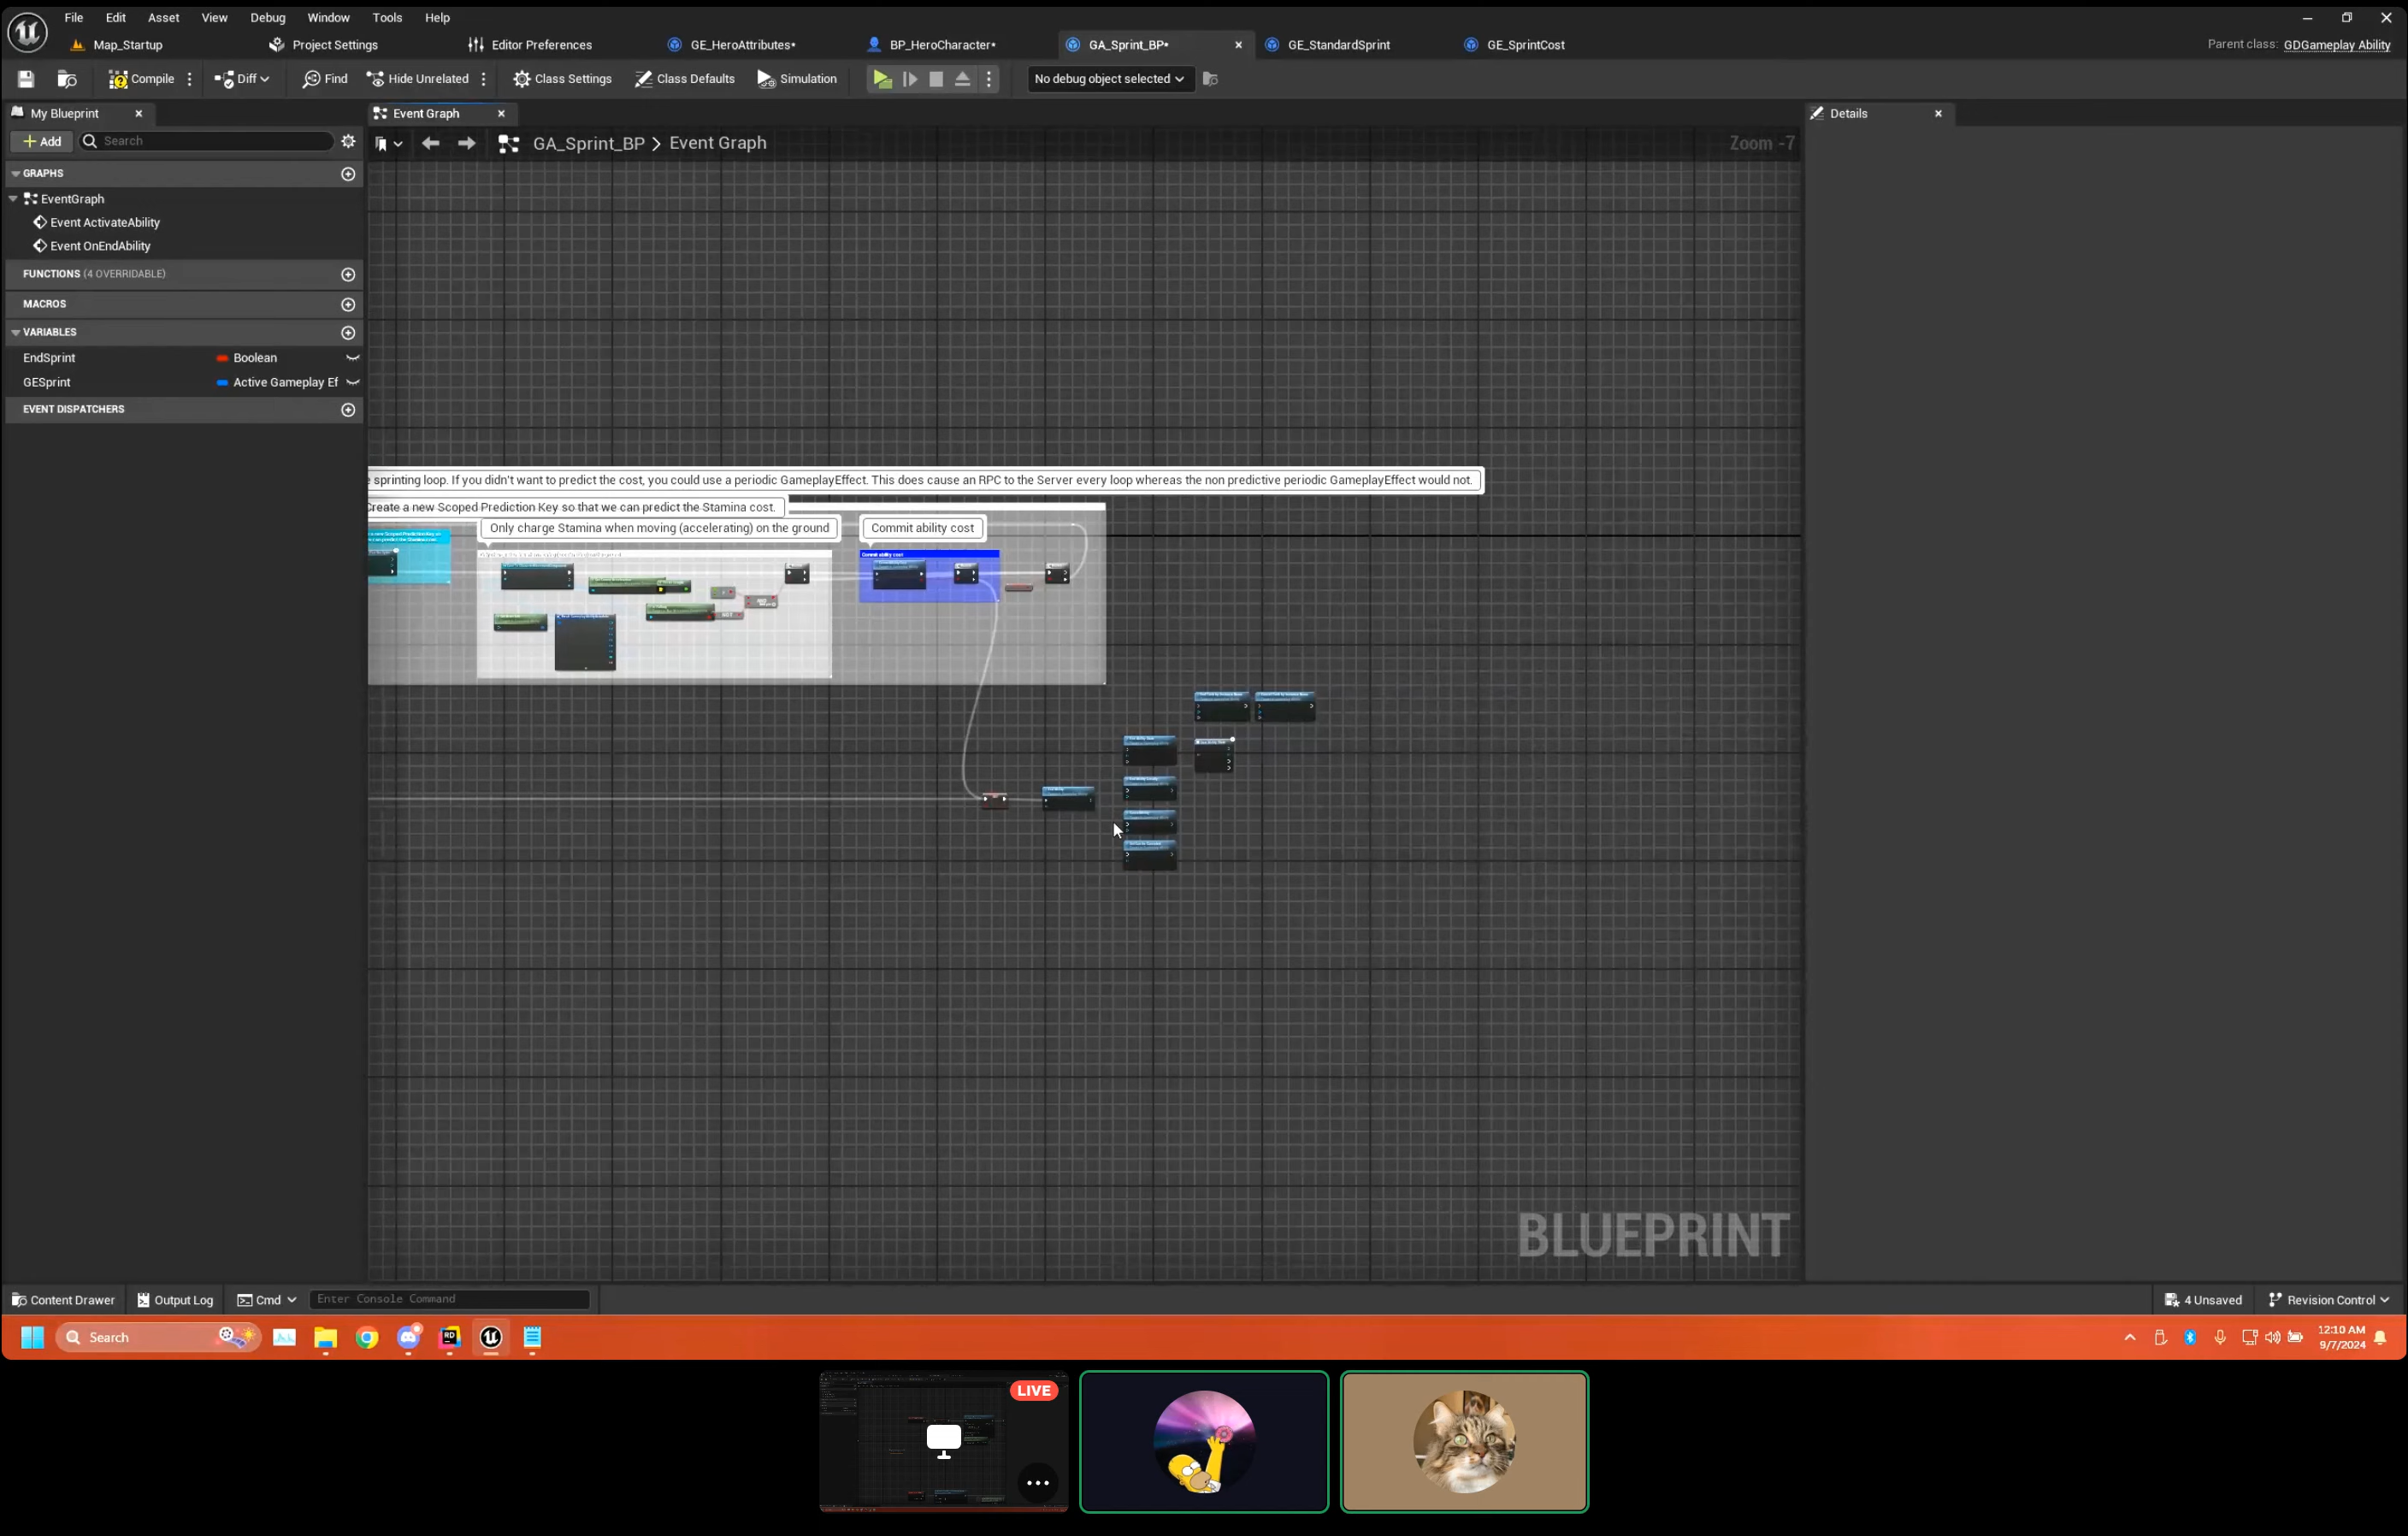 File Edit Asset View Debug Window Tools Help
Map_Startup Project Settings Editor Preferences GE_HeroAttributes* BP_HeroCharacter* GA_Sprint_BP* GE_StandardSprint GE_SprintCost Parent class: GDGameplay Ability
Compile Diff Find Hide Unrelated Class Settings Class Defaults Simulation No debug object selected
My Blueprint Event Graph Details
Add Search GA_Sprint_BP > Event Graph Zoom -7
GRAPHS
EventGraph
Event ActivateAbility
Event OnEndAbility
FUNCTIONS (4 OVERRIDABLE)
MACROS
VARIABLES
EndSprint Boolean
GESprint Active Gameplay Ef
EVENT DISPATCHERS
e sprinting loop. If you didn't want to predict the cost, you could use a periodic GameplayEffect. This does cause an RPC to the Server every loop whereas the non predictive periodic GameplayEffect would not.
Create a new Scoped Prediction Key so that we can predict the Stamina cost.
Only charge Stamina when moving (accelerating) on the ground Commit ability cost
Commit ability cost
BLUEPRINT
Content Drawer Output Log Cmd Enter Console Command 4 Unsaved Revision Control
Search RD 12:10 AM
9/7/2024
LIVE